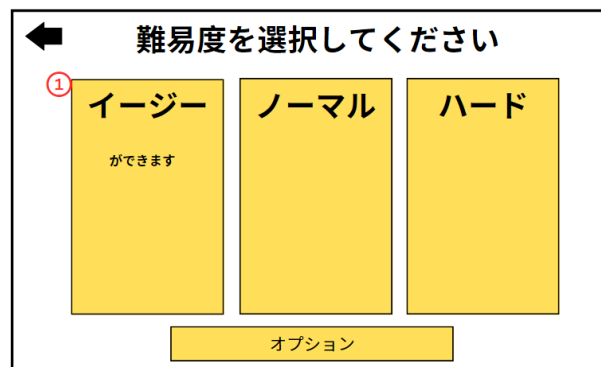 難易度を選択してください
①
イージー
ノーマル
ハード
ができます
オプション